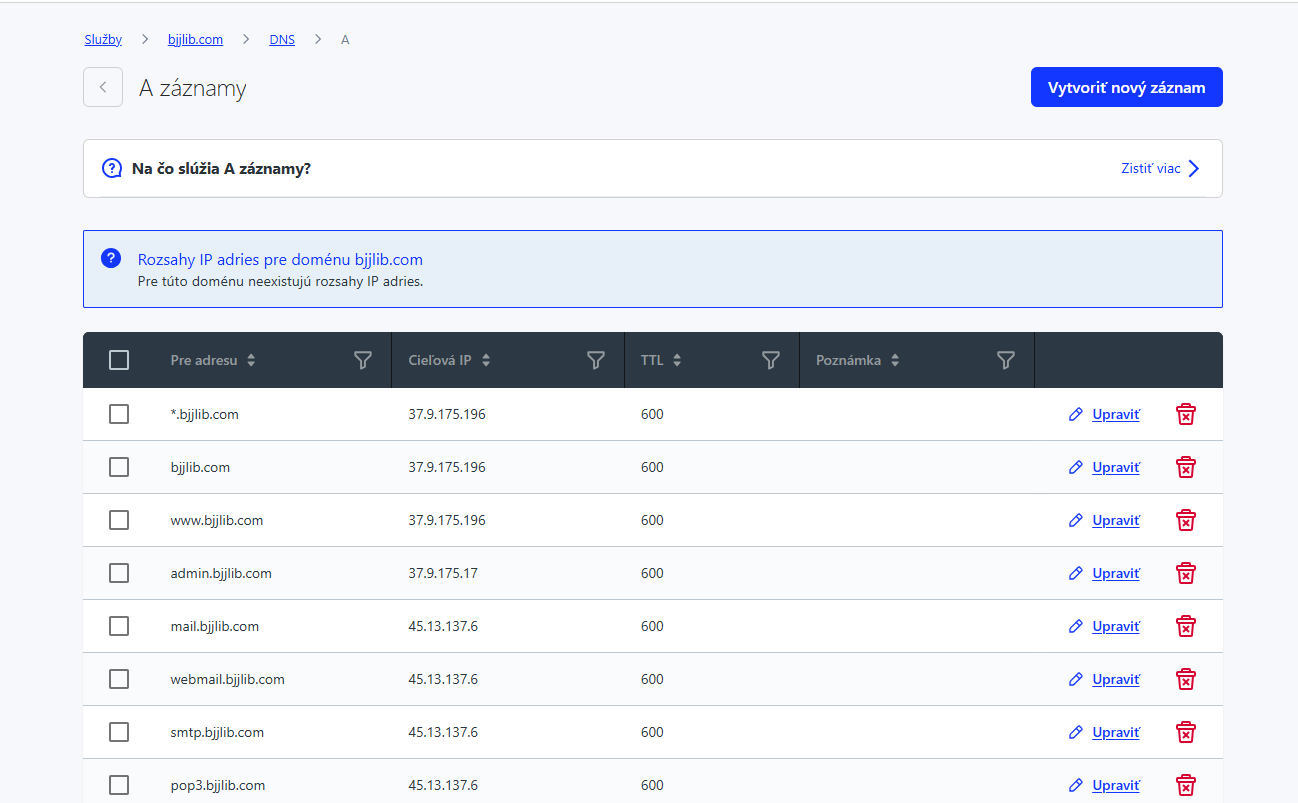 Služby > bjjlib.com > DNS > A
A záznamy
Vytvoriť nový záznam
Na čo slúžia A záznamy?
Zistiť viac
Rozsahy IP adries pre doménu bjjlib.com
Pre túto doménu neexistujú rozsahy IP adries.
Pre adresu Cieľová IP TTL Poznámka
*.bjjlib.com 37.9.175.196 600 Upraviť
bjjlib.com 37.9.175.196 600 Upraviť
www.bjjlib.com 37.9.175.196 600 Upraviť
admin.bjjlib.com 37.9.175.17 600 Upraviť
mail.bjjlib.com 45.13.137.6 600 Upraviť
webmail.bjjlib.com 45.13.137.6 600 Upraviť
smtp.bjjlib.com 45.13.137.6 600 Upraviť
pop3.bjjlib.com 45.13.137.6 600 Upraviť